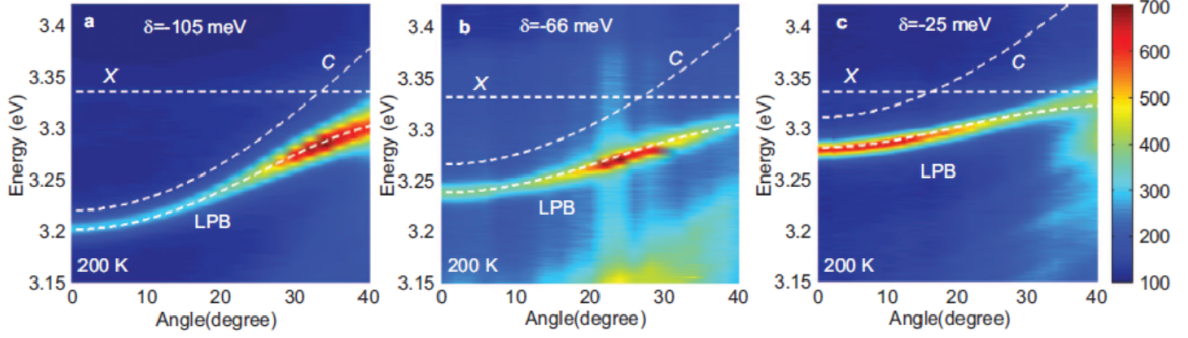 a δ=-105 meV
X
C
LPB
200 K
3.4
3.35
3.3
3.25
3.2
3.15
Energy (eV)
0 10 20 30 40
Angle(degree)
b δ=-66 meV
X
C
LPB
200 K
3.4
3.35
3.3
3.25
3.2
3.15
Energy (eV)
0 10 20 30 40
Angle(degree)
c δ=-25 meV
X
C
LPB
200 K
3.4
3.35
3.3
3.25
3.2
3.15
Energy (eV)
0 10 20 30 40
Angle(degree)
700
600
500
400
300
200
100